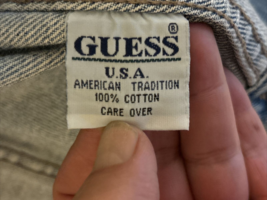 GUESS®
U.S.A.
AMERICAN TRADITION
100% COTTON
CARE OVER